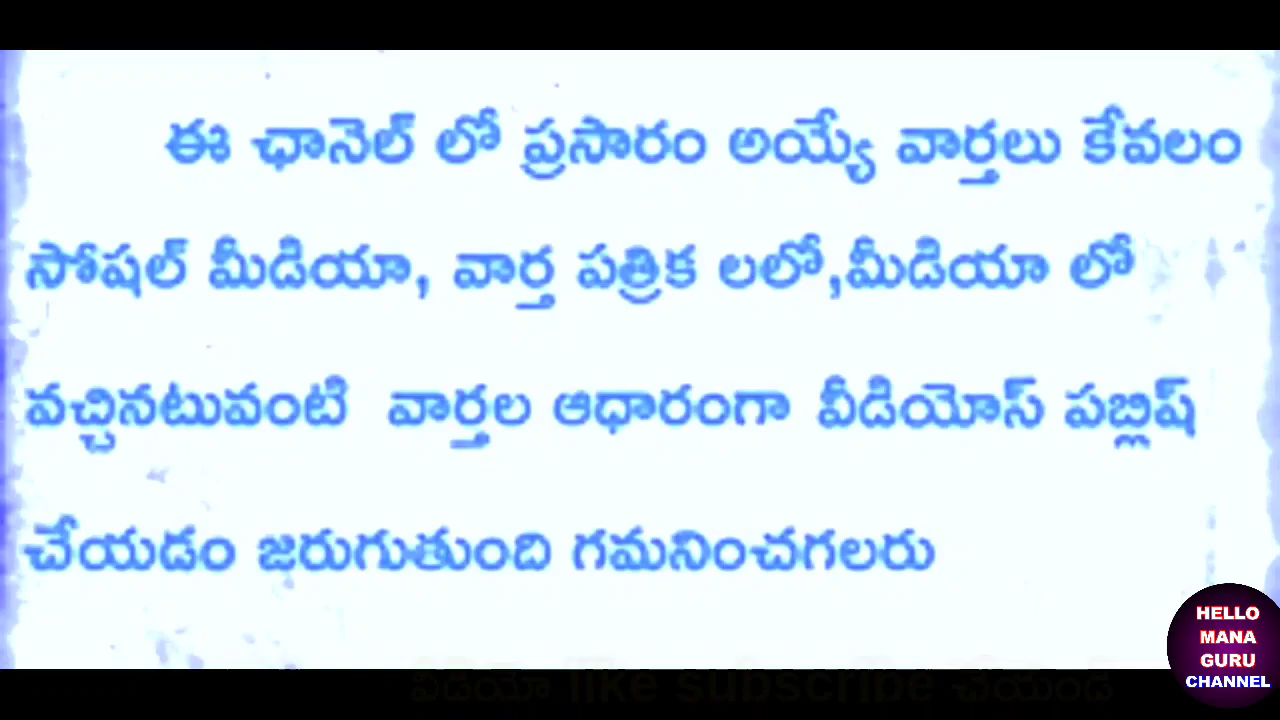 ఈ ఛానెల్ లో ప్రసారం అయ్యే వార్తలు కేవలం
సోషల్ మీడియా, వార్త పత్రిక లలో,మీడియా లో
వచ్చినటువంటి వార్తల ఆధారంగా వీడియోస్ పబ్లిష్
చేయడం జరుగుతుంది గమనించగలరు
HELLO
MANA
GURU
CHANNEL
వీడియో like subscribe చేయండి